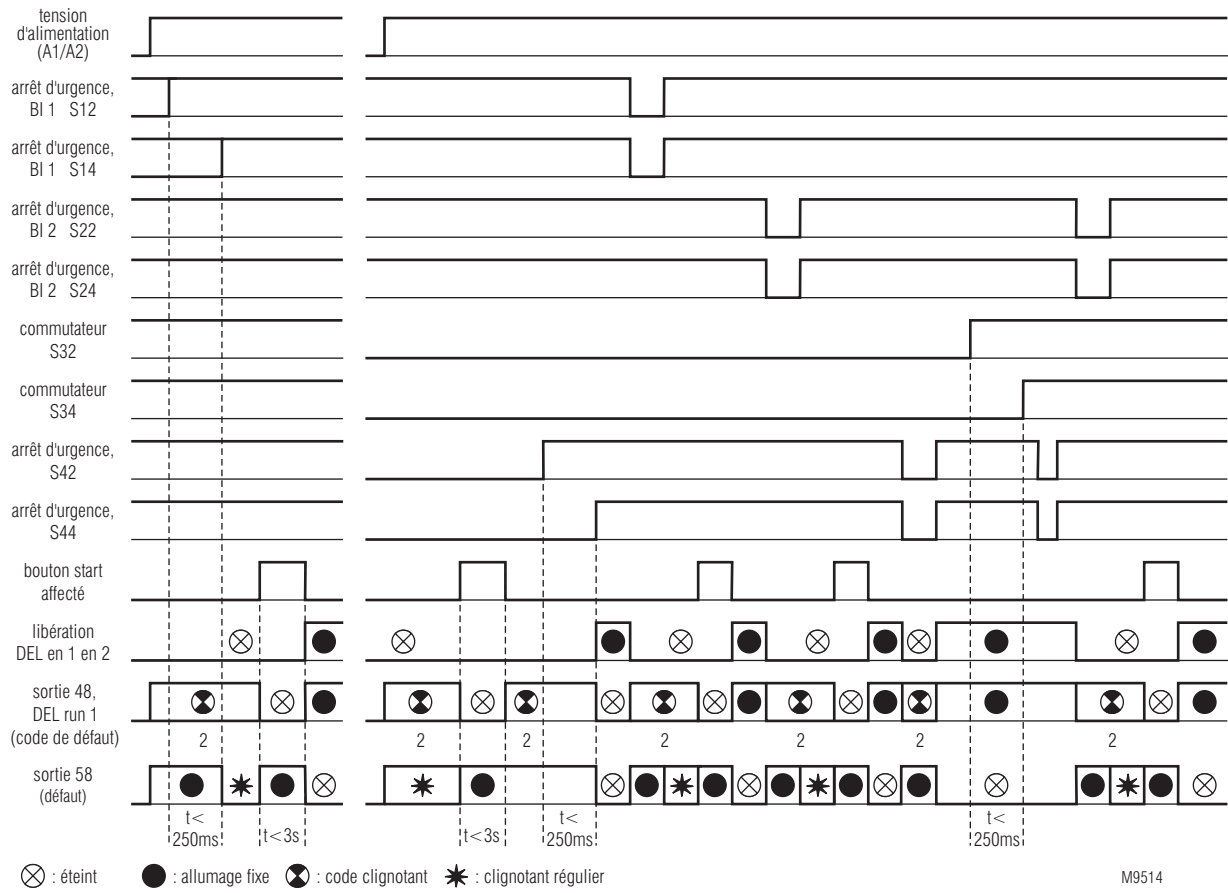 tension
d'alimentation
(A1/A2)
arrêt d'urgence,
BI 1 S12
arrêt d'urgence,
BI 1 S14
arrêt d'urgence,
BI 2 S22
arrêt d'urgence,
BI 2 S24
commutateur
S32
commutateur
S34
arrêt d'urgence,
S42
arrêt d'urgence,
S44
bouton start
affecté
libération
DEL en 1 en 2
sortie 48,
DEL run 1
(code de défaut)
2 2 2 2 2 2 2
sortie 58
(défaut)
t<
250ms
t<3s
t<3s
t<
250ms
t<
250ms
: éteint : allumage fixe : code clignotant : clignotant régulier
M9514